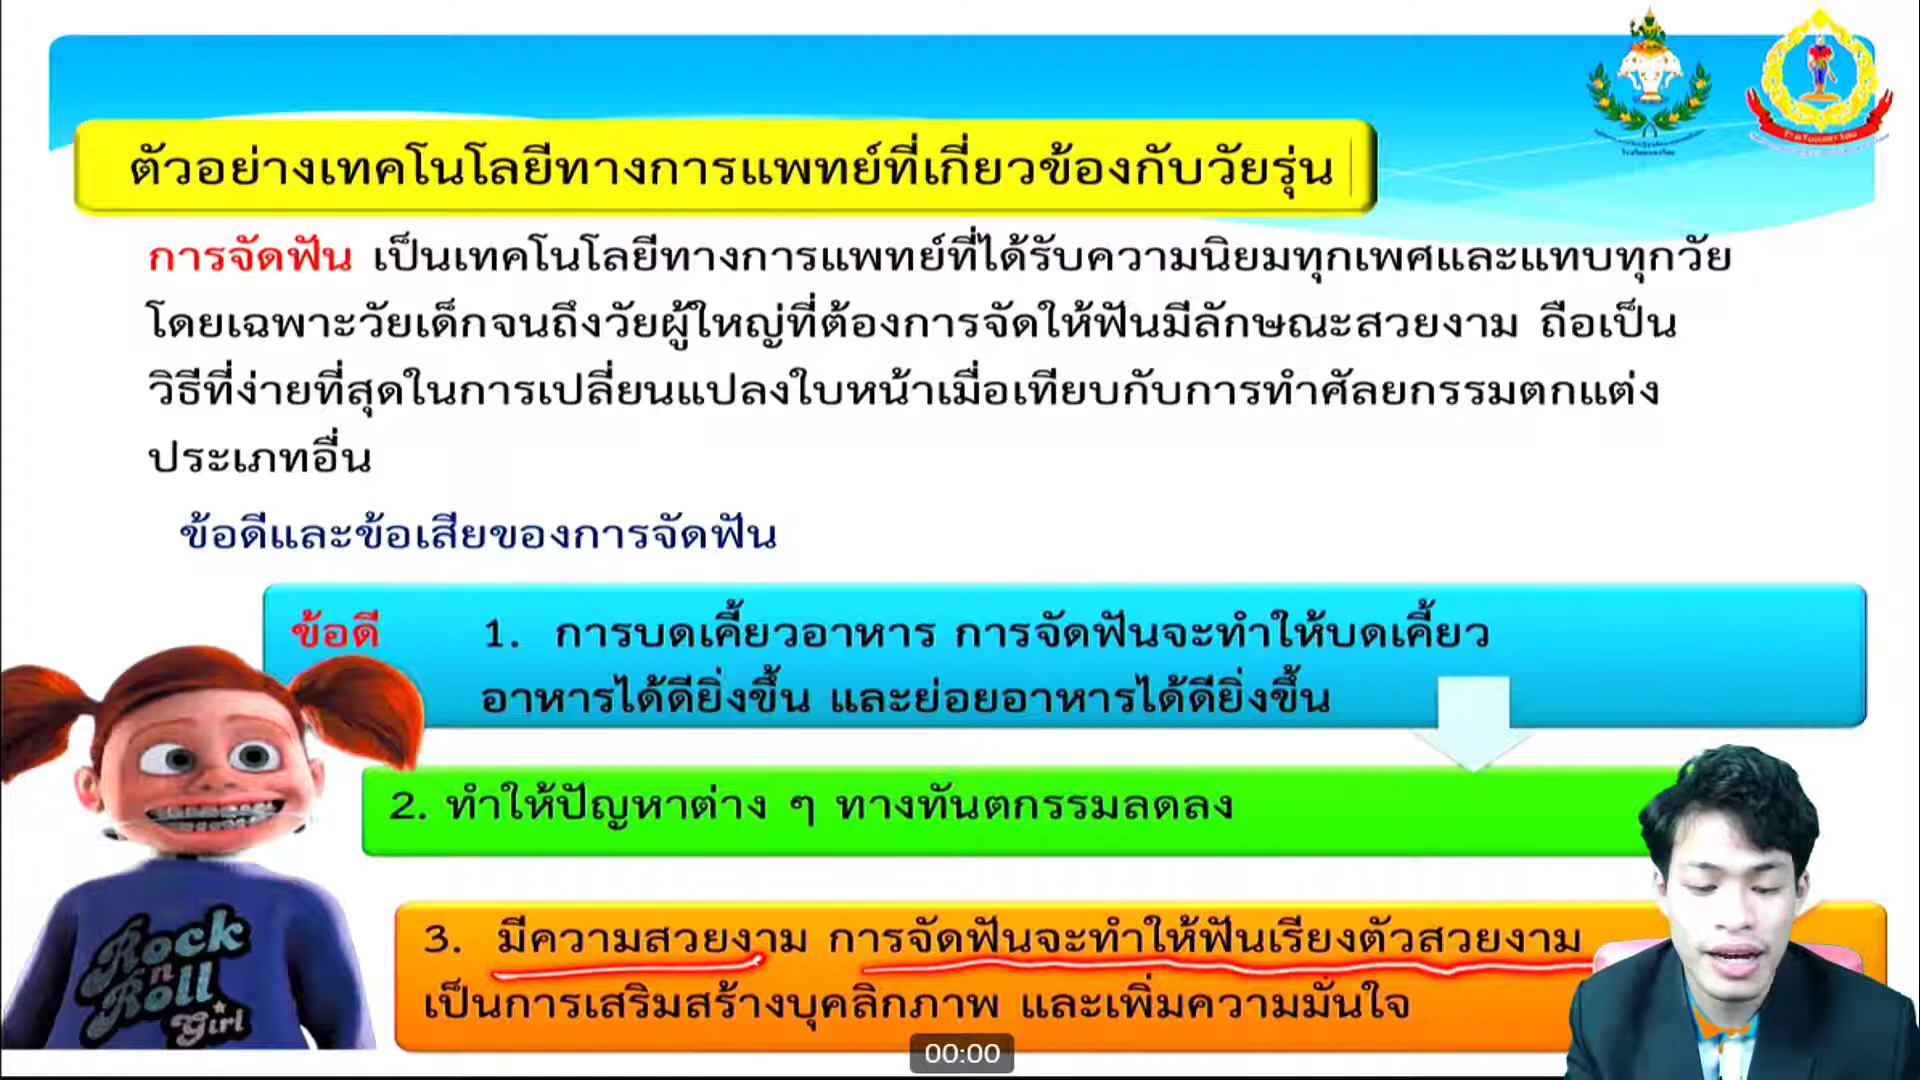 ตัวอย่างเทคโนโลยีทางการแพทย์ที่เกี่ยวข้องกับวัยรุ่น
การจัดฟัน เป็นเทคโนโลยีทางการแพทย์ที่ได้รับความนิยมทุกเพศและแทบทุกวัย
โดยเฉพาะวัยเด็กจนถึงวัยผู้ใหญ่ที่ต้องการจัดให้ฟันมีลักษณะสวยงาม ถือเป็น
วิธีที่ง่ายที่สุดในการเปลี่ยนแปลงใบหน้าเมื่อเทียบกับการทำศัลยกรรมตกแต่ง
ประเภทอื่น
ข้อดีและข้อเสียของการจัดฟัน
ข้อดี 1. การบดเคี้ยวอาหาร การจัดฟันจะทำให้บดเคี้ยว
อาหารได้ดียิ่งขึ้น และย่อยอาหารได้ดียิ่งขึ้น
2. ทำให้ปัญหาต่าง ๆ ทางทันตกรรมลดลง
3. มีความสวยงาม การจัดฟันจะทำให้ฟันเรียงตัวสวยงาม
เป็นการเสริมสร้างบุคลิกภาพ และเพิ่มความมั่นใจ
Rock
n
Roll
Girl
00:00